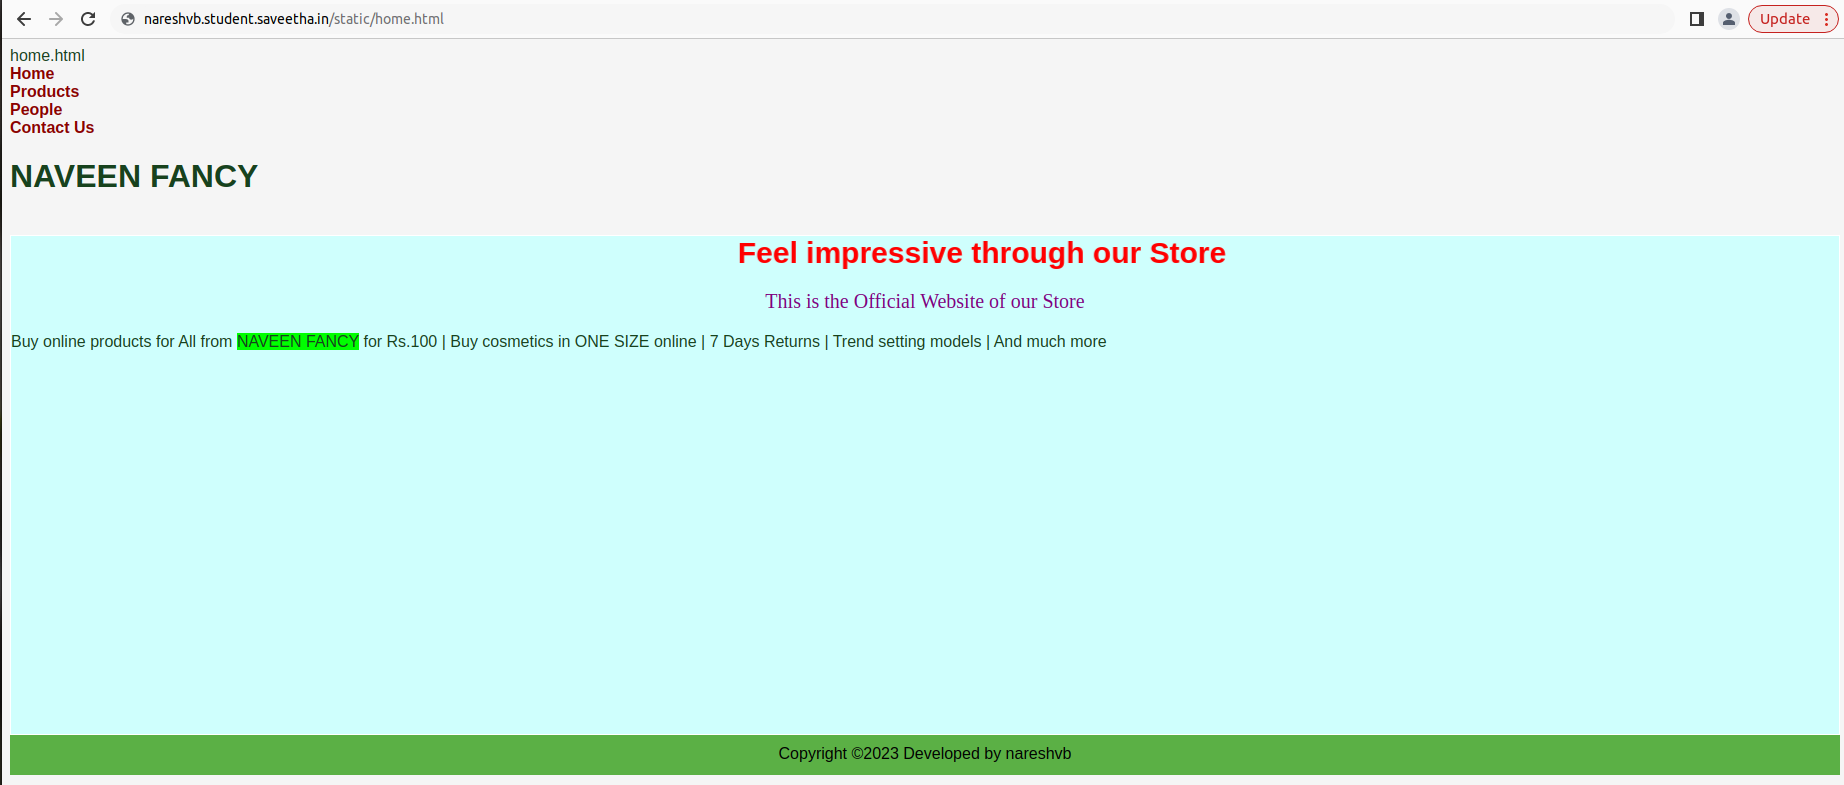 nareshvb.student.saveetha.in/static/home.html
Update
home.html
Home
Products
People
Contact Us
NAVEEN FANCY
Feel impressive through our Store
This is the Official Website of our Store
Buy online products for All from NAVEEN FANCY for Rs.100 | Buy cosmetics in ONE SIZE online | 7 Days Returns | Trend setting models | And much more
Copyright ©2023 Developed by nareshvb